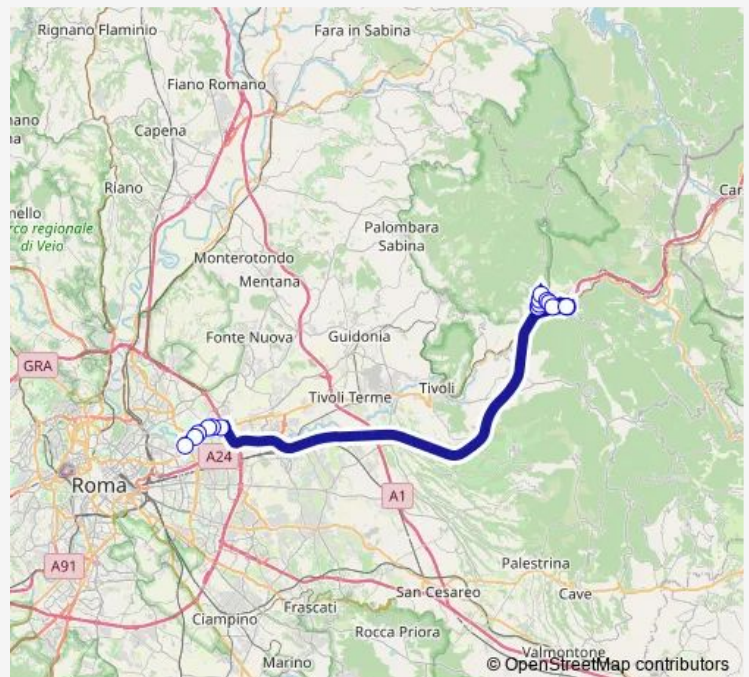 Rignano Flaminio
Fara in Sabina
Fiano Romano
Capena
Riano
rco regionale
di Veio
Palombara
Sabina
Monterotondo
Mentana
Fonte Nuova
Guidonia
GRA
Tivoli Terme
Tivoli
A24
Roma
A1
A91
Palestrina
San Cesareo
Cave
Frascati
Ciampino
Rocca Priora
Marino
Valmontone
© OpenStreetMap contributors